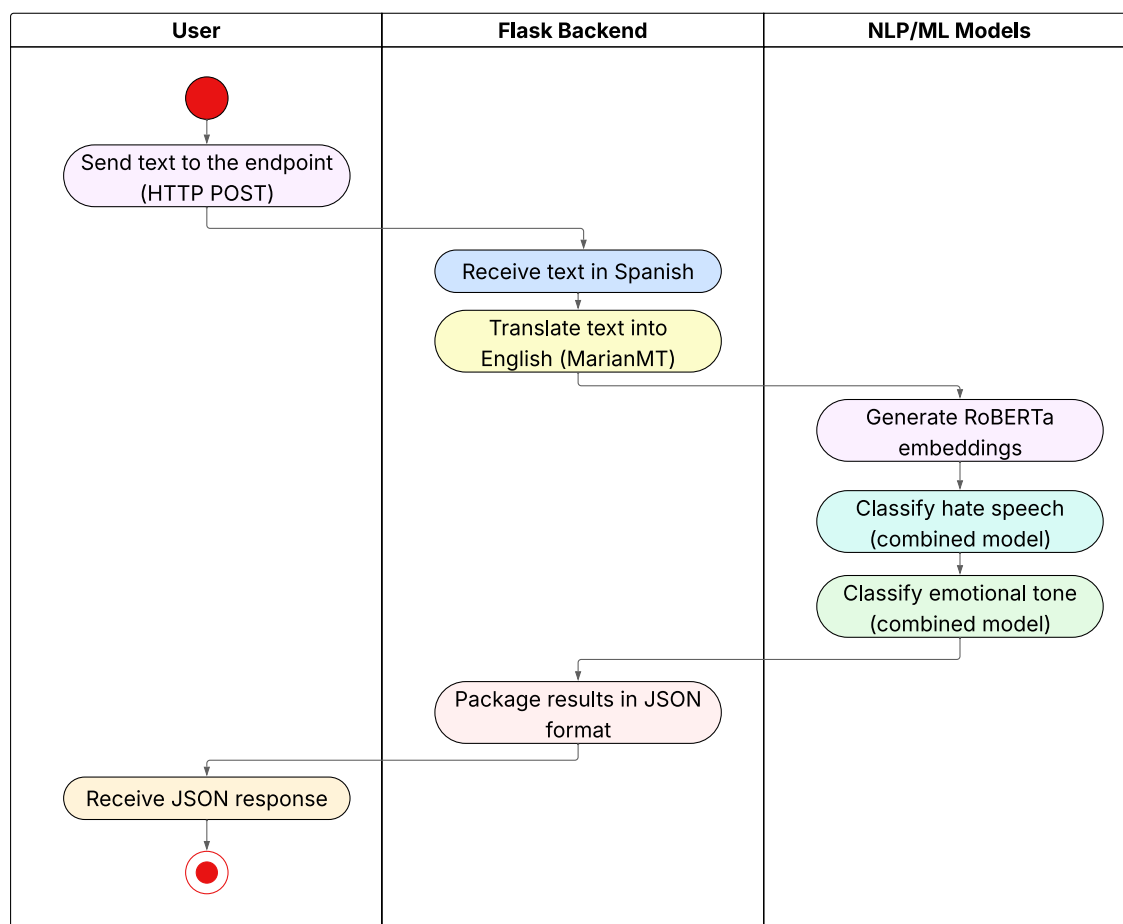 User
Flask Backend
NLP/ML Models
Send text to the endpoint
(HTTP POST)
Receive text in Spanish
Translate text into
English (MarianMT)
Generate RoBERTa
embeddings
Classify hate speech
(combined model)
Classify emotional tone
(combined model)
Package results in JSON
format
Receive JSON response